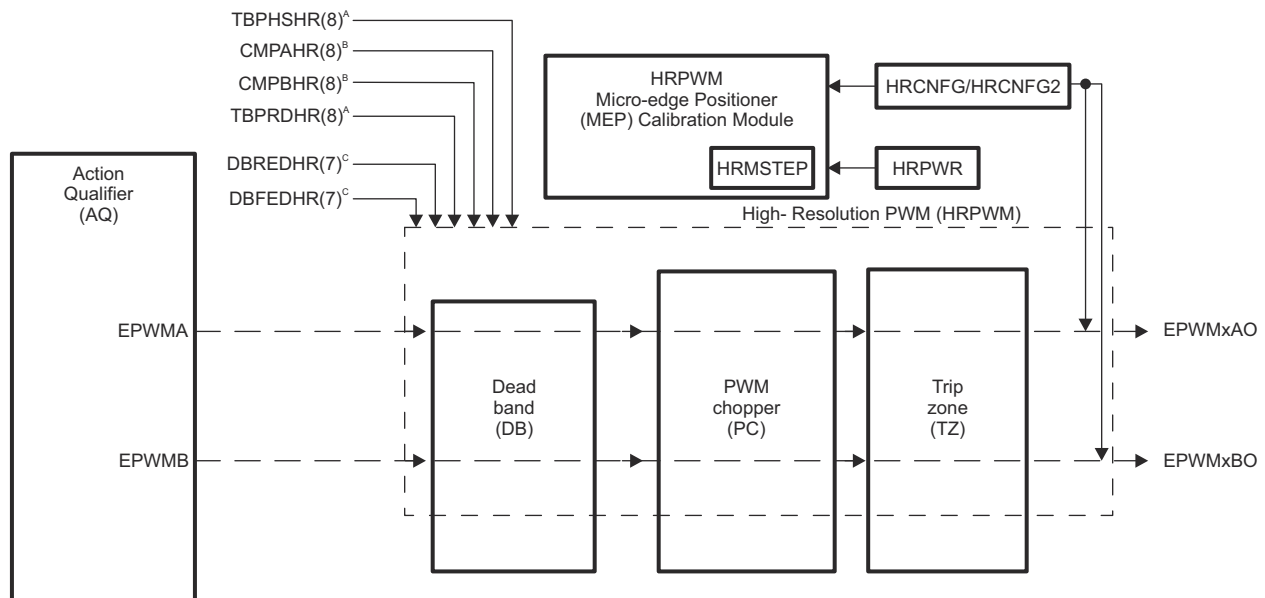 TBPHSHR(8)^A
CMPAHR(8)^B
CMPBHR(8)^B
TBPRDHR(8)^A
DBREDHR(7)^C
DBFEDHR(7)^C
HRPWM
Micro-edge Positioner
(MEP) Calibration Module
HRMSTEP
HRCNFG/HRCNFG2
HRPWR
High- Resolution PWM (HRPWM)
Action
Qualifier
(AQ)
EPWMA
EPWMB
Dead
band
(DB)
PWM
chopper
(PC)
Trip
zone
(TZ)
EPWMxAO
EPWMxBO